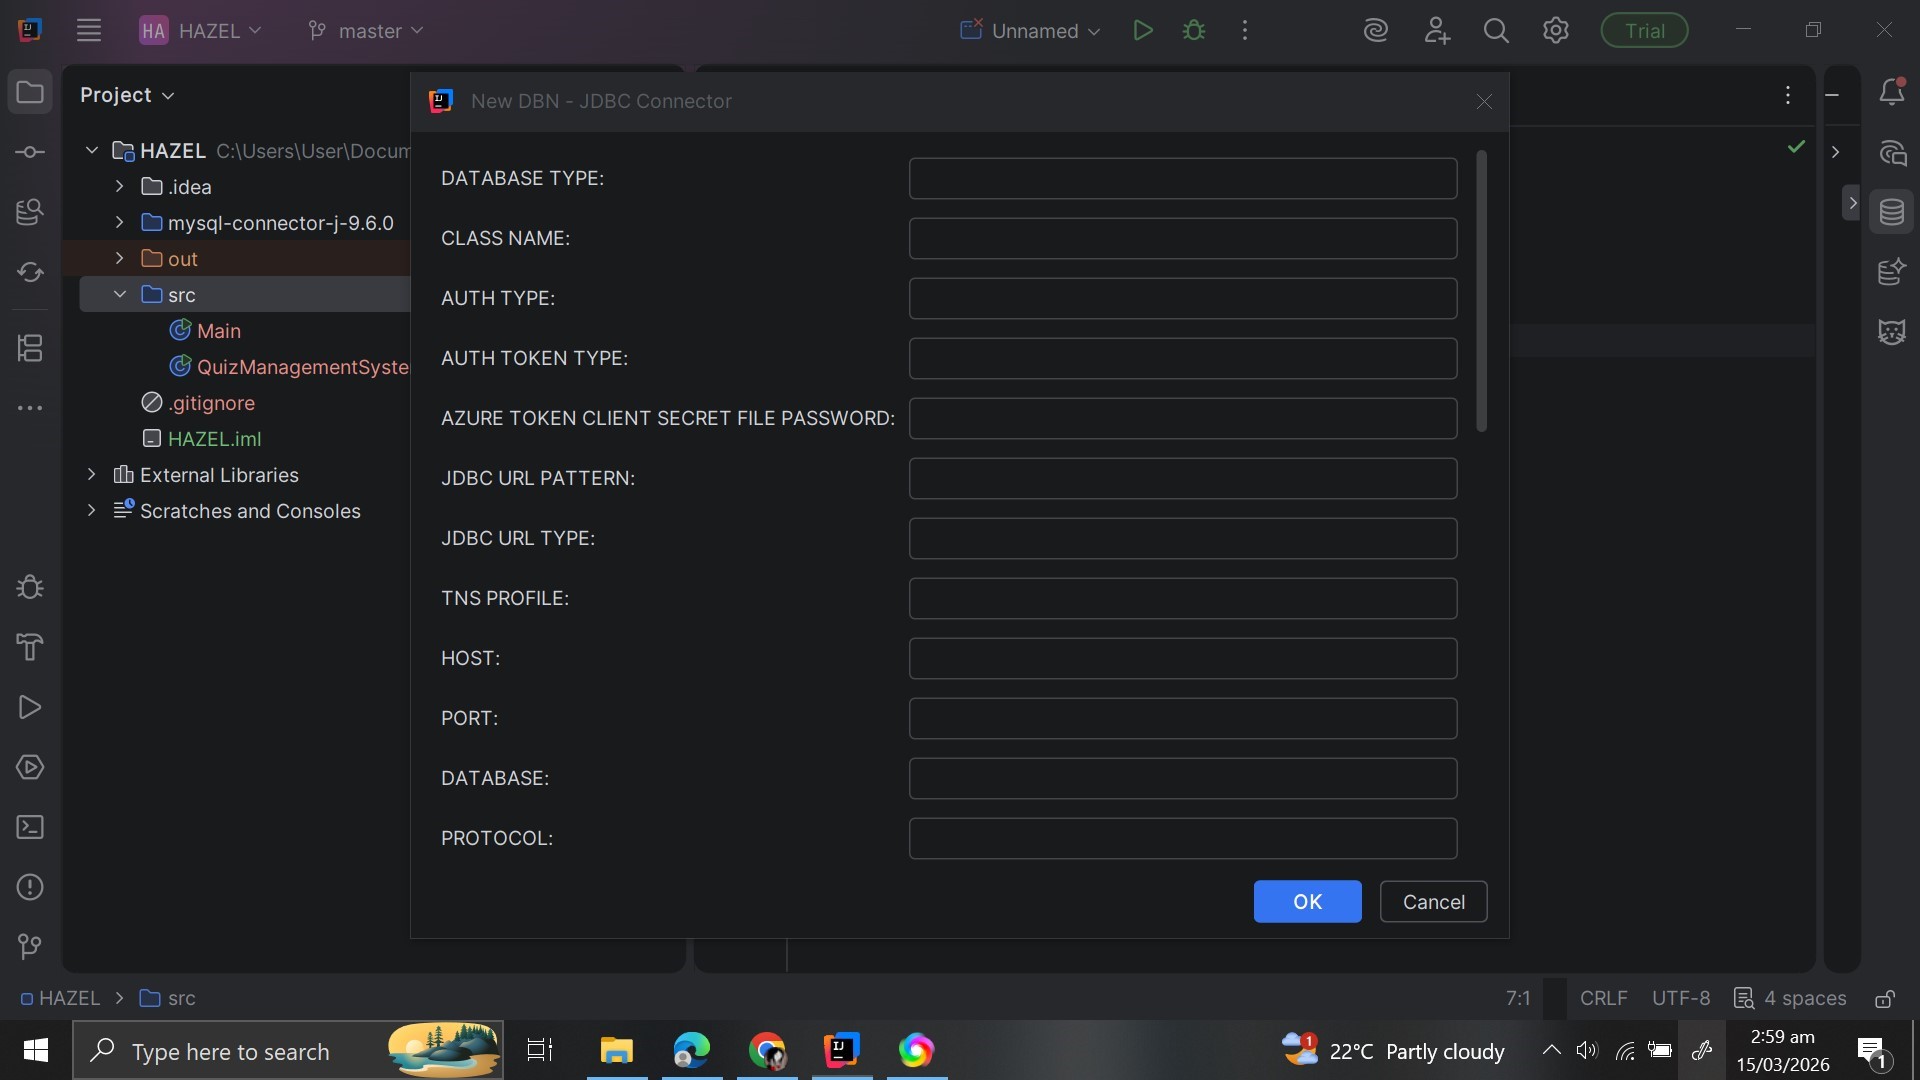 HA HAZEL
master
Unnamed
Trial
Project
New DBN - JDBC Connector
HAZEL C:\Users\User\Docum
.idea
mysql-connector-j-9.6.0
out
src
Main
QuizManagementSyste
.gitignore
HAZEL.iml
External Libraries
Scratches and Consoles
DATABASE TYPE:
CLASS NAME:
AUTH TYPE:
AUTH TOKEN TYPE:
AZURE TOKEN CLIENT SECRET FILE PASSWORD:
JDBC URL PATTERN:
JDBC URL TYPE:
TNS PROFILE:
HOST:
PORT:
DATABASE:
PROTOCOL:
OK Cancel
HAZEL > src
7:1 CRLF UTF-8 4 spaces
Type here to search
1 22°C Partly cloudy
2:59 am
15/03/2026
1